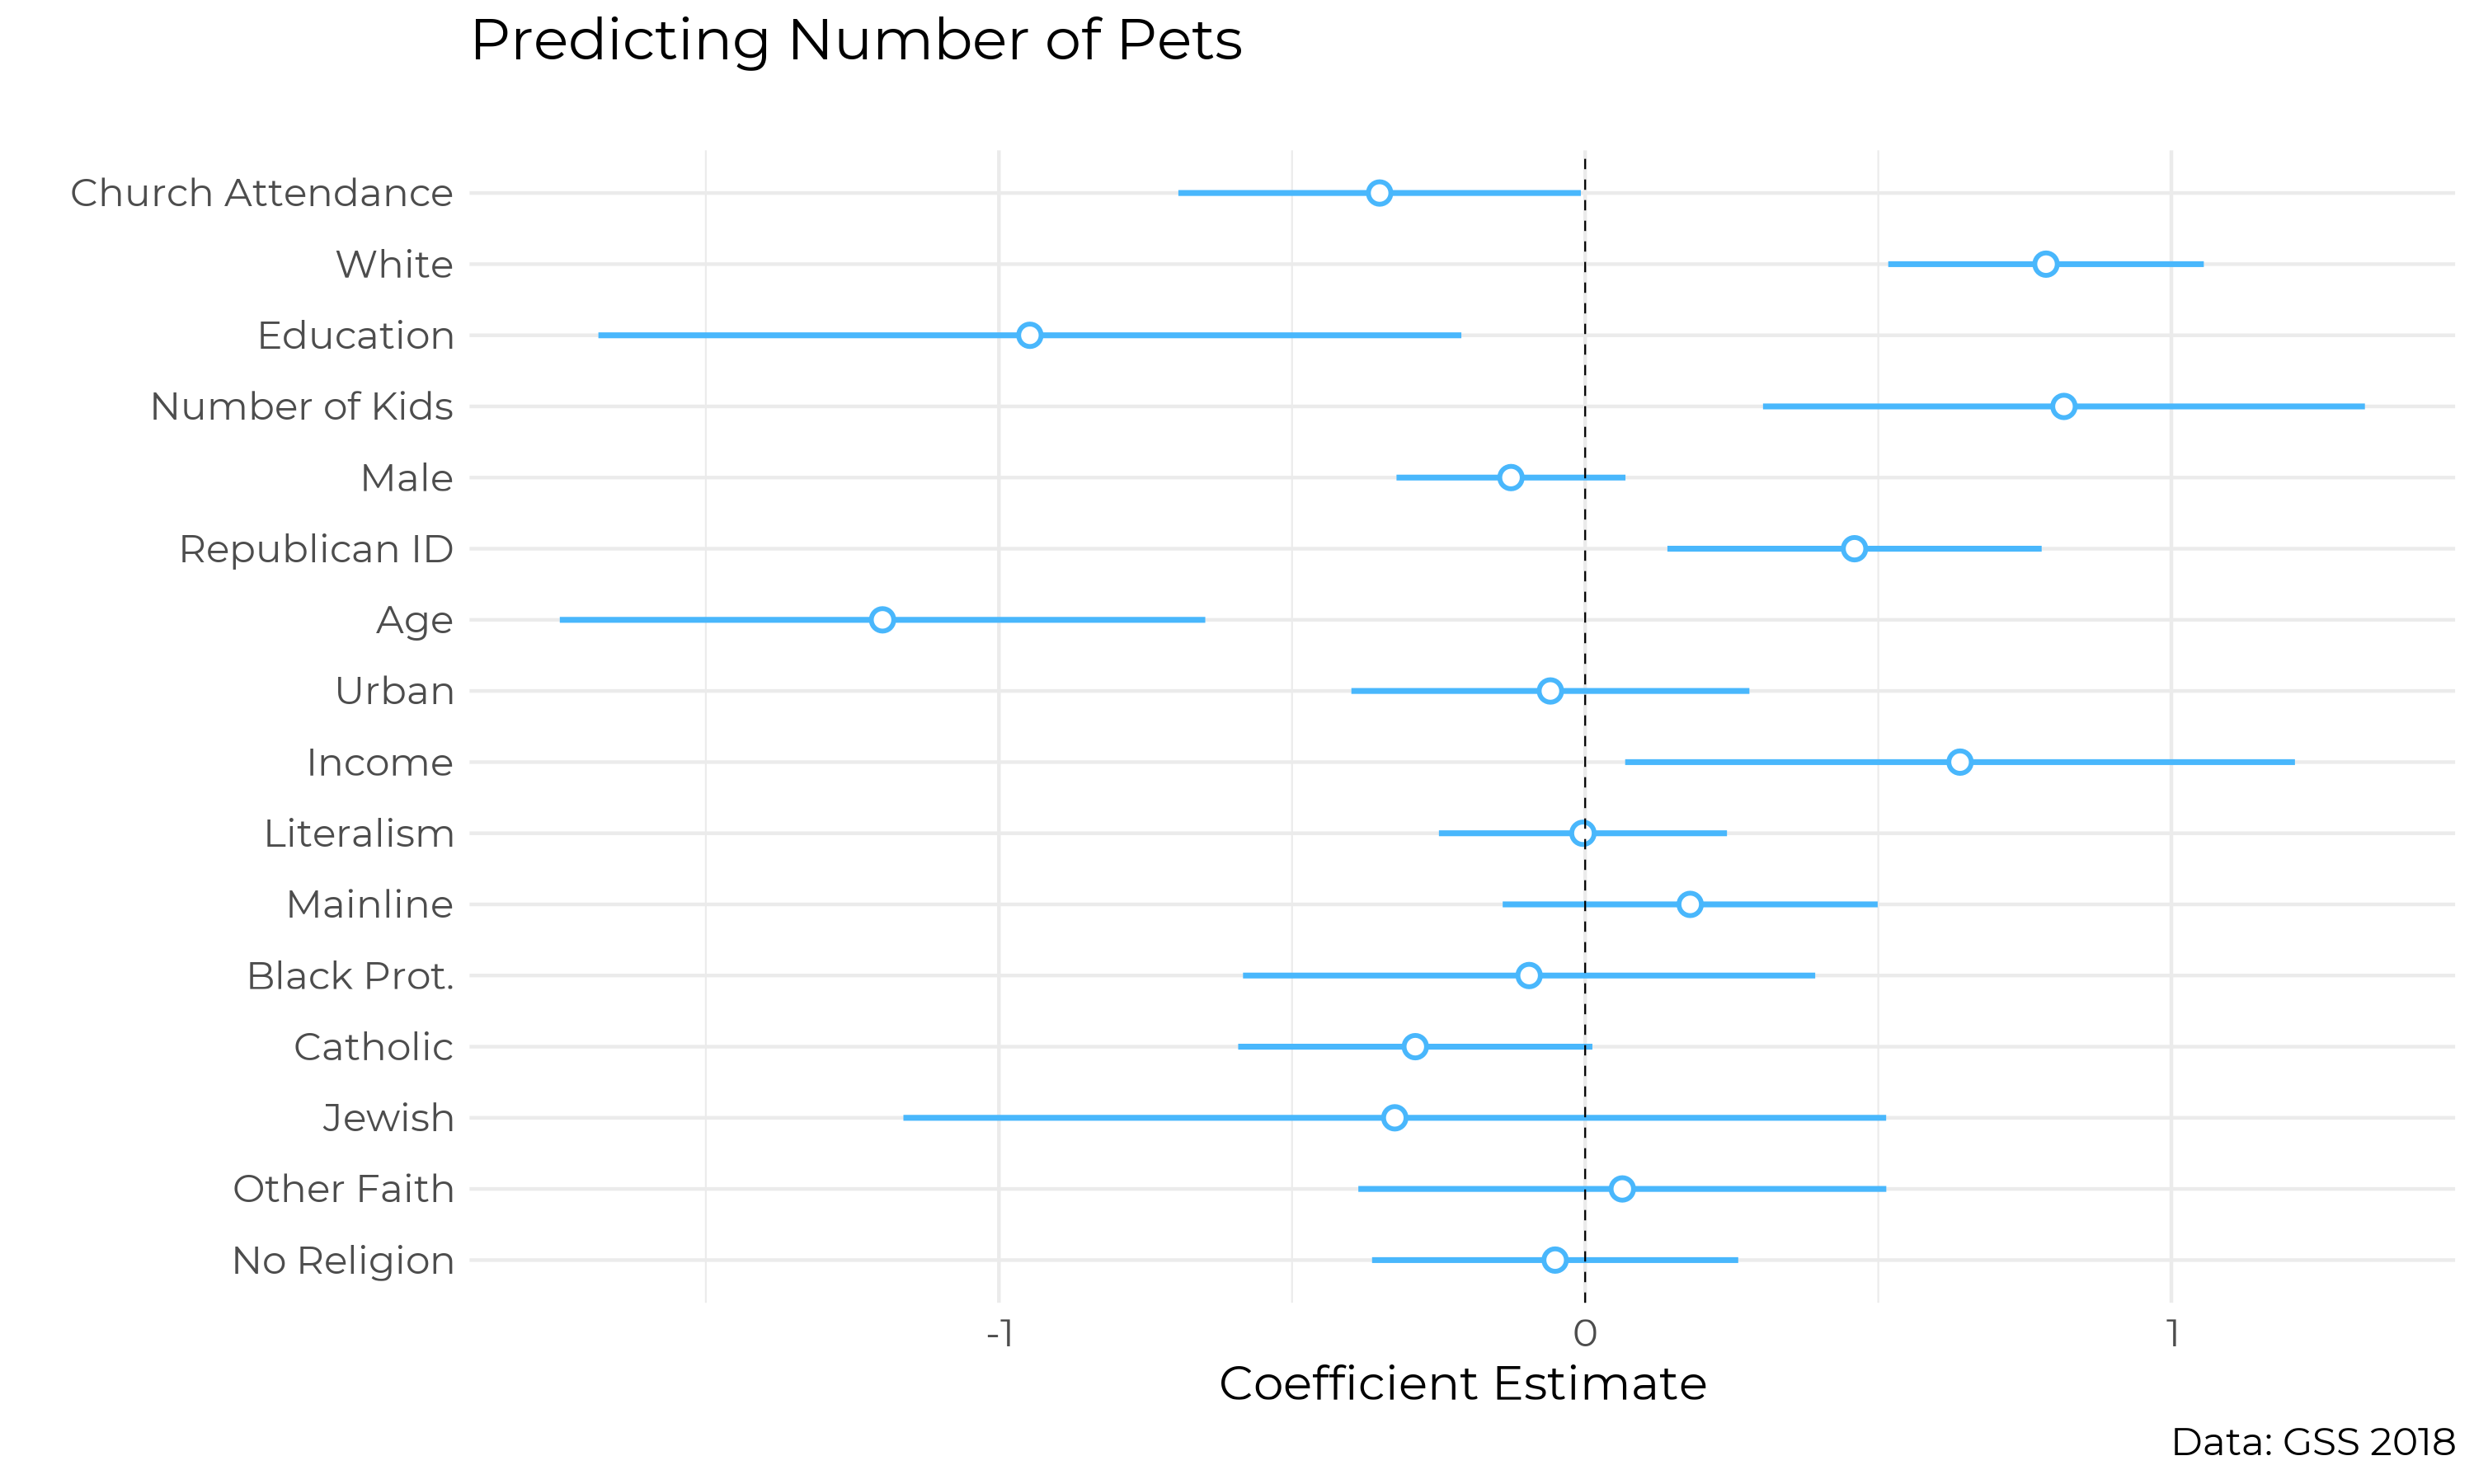 Predicting Number of Pets
Church Attendance
White
Education
Number of Kids
Male
Republican ID
Age
Urban
Income
Literalism
Mainline
Black Prot.
Catholic
Jewish
Other Faith
No Religion
-1 0 1
Coefficient Estimate
Data: GSS 2018